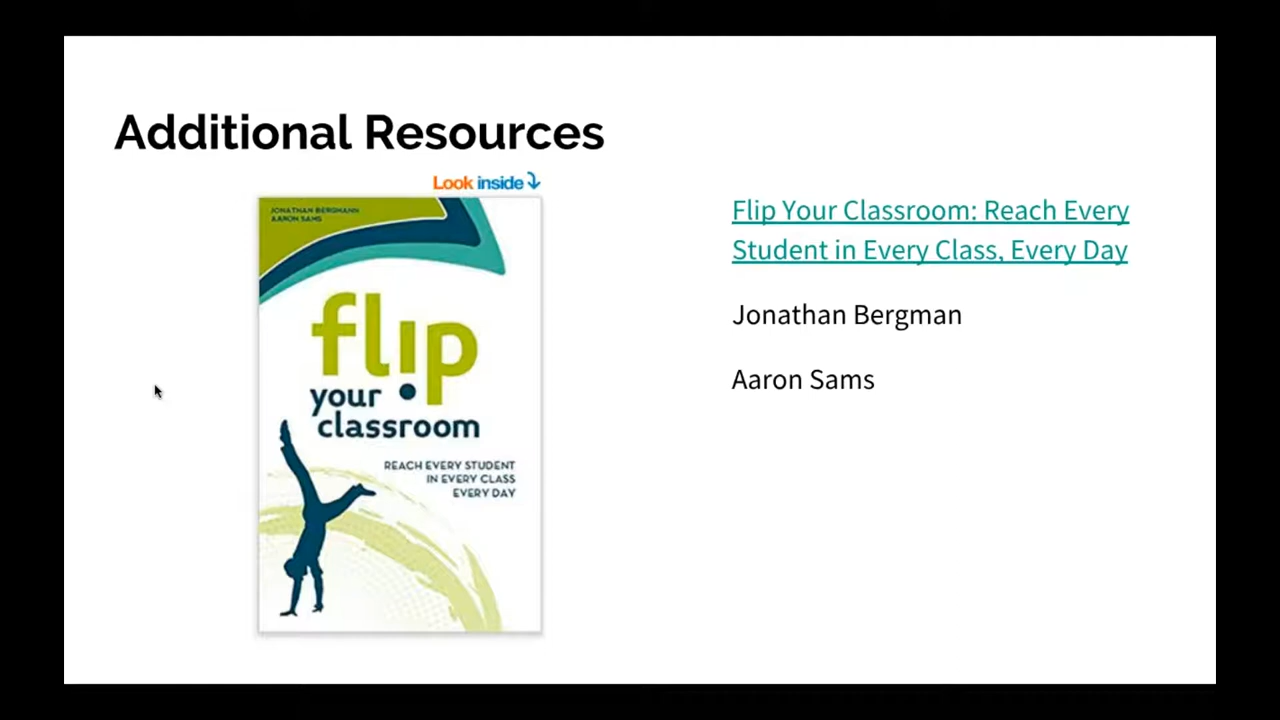 Additional Resources
Look inside
JONATHAN BERGMANN
AARON SAMS
flip
your
classroom
REACH EVERY STUDENT
IN EVERY CLASS
EVERY DAY
Flip Your Classroom: Reach Every
Student in Every Class, Every Day
Jonathan Bergman
Aaron Sams